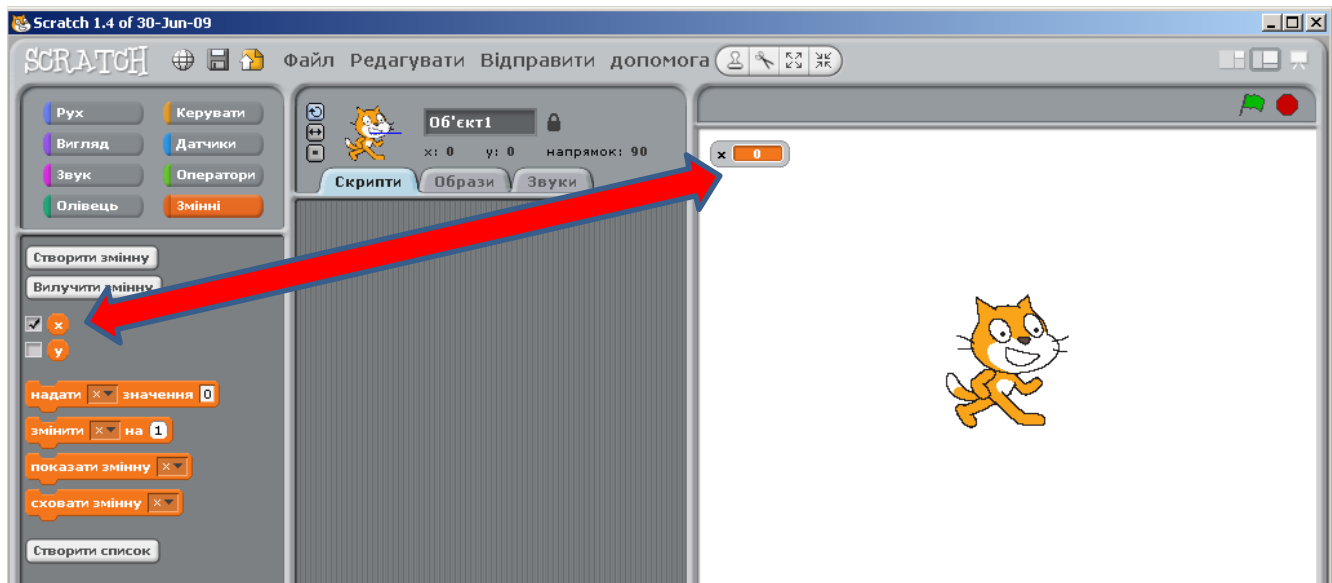 Scratch 1.4 of 30-Jun-09
SCRATCH Файл Редагувати Відправити допомога
Рух Керувати
Вигляд Датчики
Звук Оператори
Олівець Змінні
Об'єкт1
x: 0 y: 0 напрямок: 90
Скрипти Образи Звуки
Створити змінну
Вилучити змінну
x
y
надати x значення 0
змінити x на 1
показати змінну x
сховати змінну x
Створити список
x 0